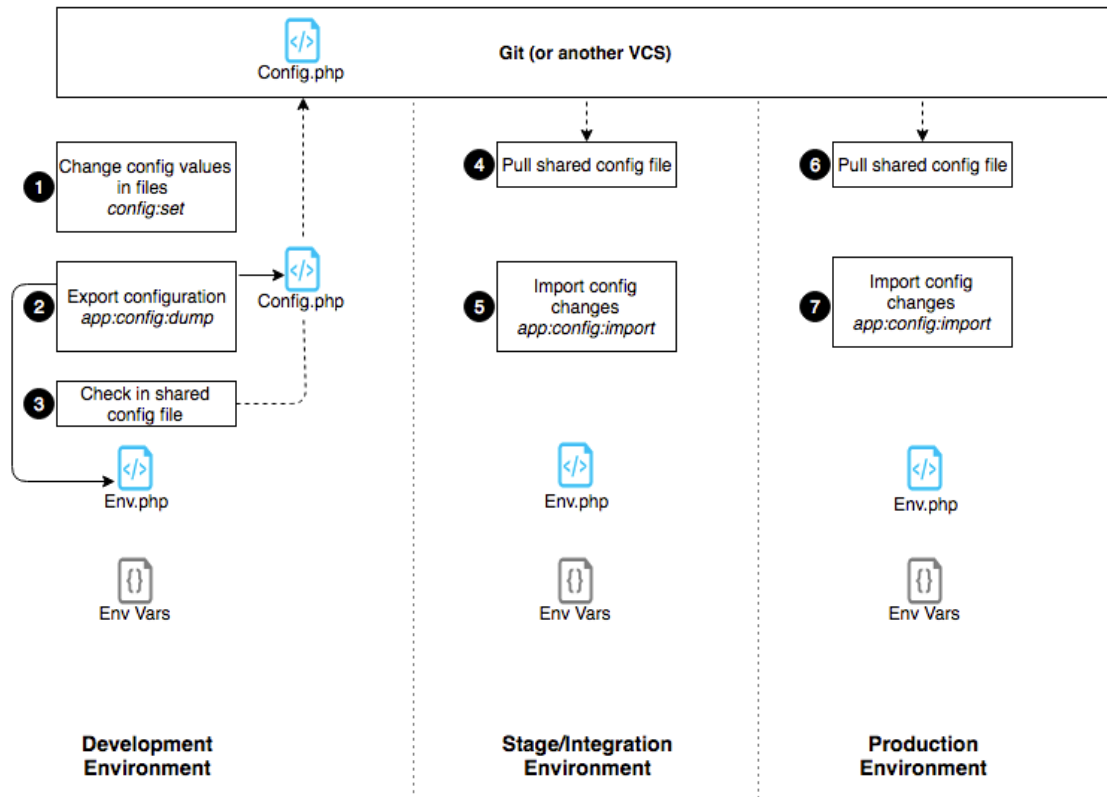 Git (or another VCS)
</>
Config.php
1
Change config values
in files
config:set
2
Export configuration
app:config:dump
</>
Config.php
3
Check in shared
config file
</>
Env.php
{}
Env Vars
Development
Environment
4
Pull shared config file
5
Import config
changes
app:config:import
</>
Env.php
{}
Env Vars
Stage/Integration
Environment
6
Pull shared config file
7
Import config
changes
app:config:import
</>
Env.php
{}
Env Vars
Production
Environment